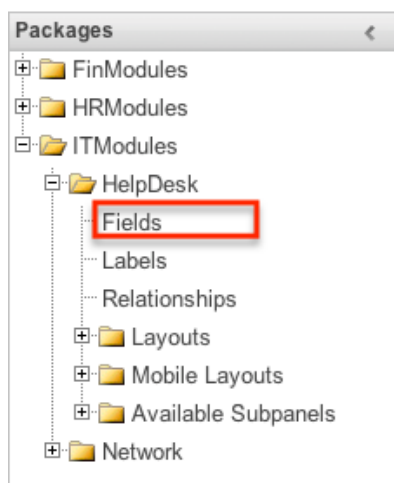 Packages
FinModules
HRModules
ITModules
HelpDesk
Fields
Labels
Relationships
Layouts
Mobile Layouts
Available Subpanels
Network